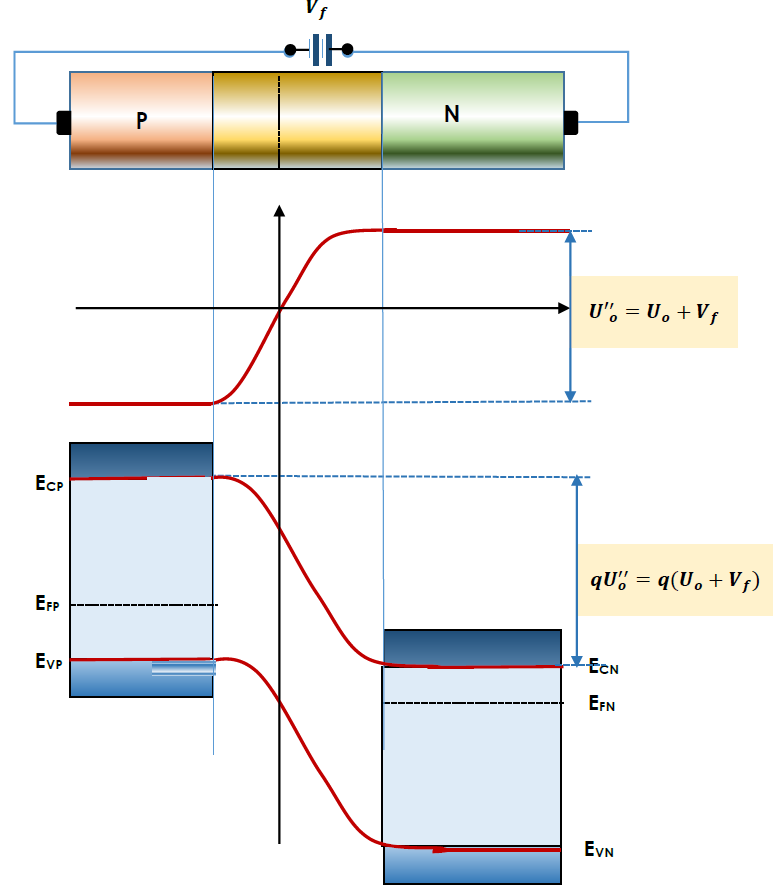 V_f
P
N
U''_o = U_o + V_f
E_CP
E_FP
E_VP
qU''_o = q(U_o + V_f)
E_CN
E_FN
E_VN